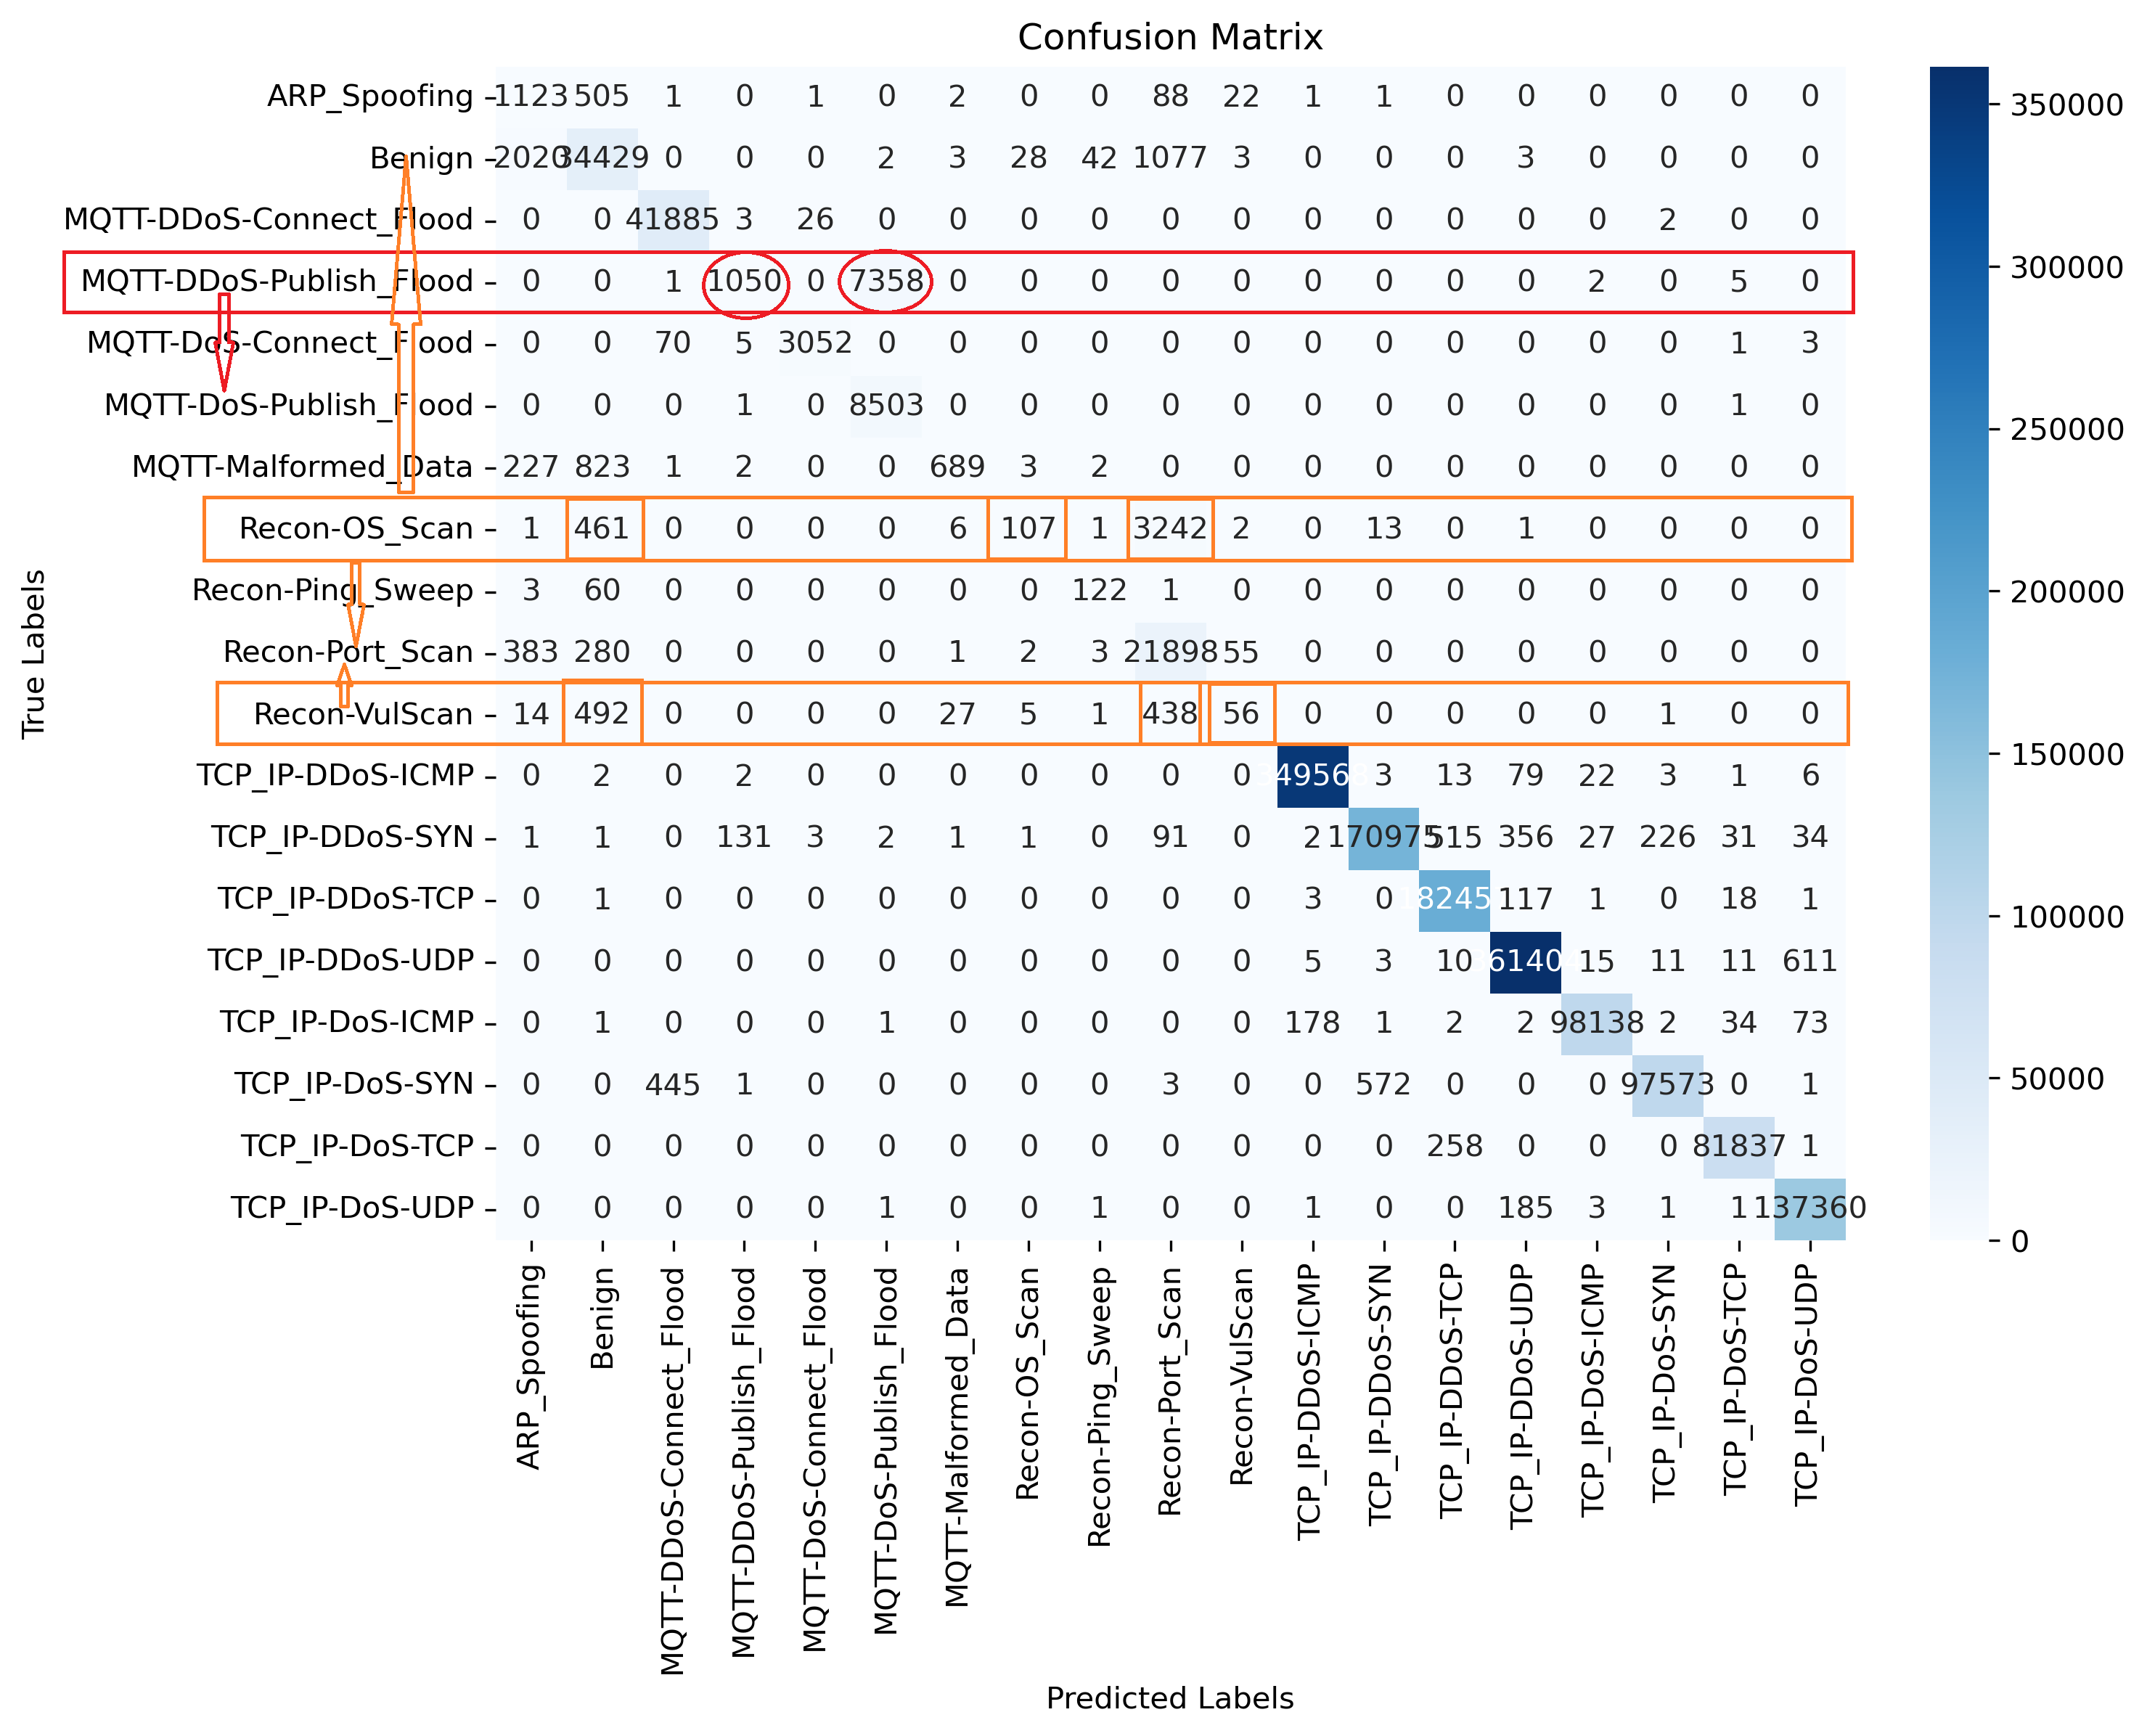 Confusion Matrix
ARP_Spoofing 1123 505 1 0 1 0 2 0 0 88 22 1 1 0 0 0 0 0 0
Benign 2020 34429 0 0 0 2 3 28 42 1077 3 0 0 0 3 0 0 0 0
MQTT-DDoS-Connect_Flood 0 0 41885 3 26 0 0 0 0 0 0 0 0 0 0 0 2 0 0
MQTT-DDoS-Publish_Flood 0 0 1 1050 0 7358 0 0 0 0 0 0 0 0 0 2 0 5 0
MQTT-DoS-Connect_Flood 0 0 70 5 3052 0 0 0 0 0 0 0 0 0 0 0 0 1 3
MQTT-DoS-Publish_Flood 0 0 0 1 0 8503 0 0 0 0 0 0 0 0 0 0 0 1 0
MQTT-Malformed_Data 227 823 1 2 0 0 689 3 2 0 0 0 0 0 0 0 0 0 0
Recon-OS_Scan 1 461 0 0 0 0 6 107 1 3242 2 0 13 0 1 0 0 0 0
Recon-Ping_Sweep 3 60 0 0 0 0 0 0 122 1 0 0 0 0 0 0 0 0 0
Recon-Port_Scan 383 280 0 0 0 0 1 2 3 21898 55 0 0 0 0 0 0 0 0
Recon-VulScan 14 492 0 0 0 0 27 5 1 438 56 0 0 0 0 0 1 0 0
TCP_IP-DDoS-ICMP 0 2 0 2 0 0 0 0 0 0 0 349568 3 13 79 22 3 1 6
TCP_IP-DDoS-SYN 1 1 0 131 3 2 1 1 0 91 0 2 170975 515 356 27 226 31 34
TCP_IP-DDoS-TCP 0 1 0 0 0 0 0 0 0 0 0 3 0 117 1 0 18 1
TCP_IP-DDoS-UDP 0 0 0 0 0 0 0 0 0 0 0 5 3 10 15 11 11 611
TCP_IP-DoS-ICMP 0 1 0 0 0 1 0 0 0 0 0 178 1 2 2 98138 2 34 73
TCP_IP-DoS-SYN 0 0 445 1 0 0 0 0 0 3 0 0 572 0 0 0 97573 0 1
TCP_IP-DoS-TCP 0 0 0 0 0 0 0 0 0 0 0 0 0 258 0 0 0 81837 1
TCP_IP-DoS-UDP 0 0 0 0 0 1 0 0 1 0 0 1 0 0 185 3 1 1 137360
True Labels
ARP_Spoofing
Benign
MQTT-DDoS-Connect_Flood
MQTT-DDoS-Publish_Flood
MQTT-DoS-Connect_Flood
MQTT-DoS-Publish_Flood
MQTT-Malformed_Data
Recon-OS_Scan
Recon-Ping_Sweep
Recon-Port_Scan
Recon-VulScan
TCP_IP-DDoS-ICMP
TCP_IP-DDoS-SYN
TCP_IP-DDoS-TCP
TCP_IP-DDoS-UDP
TCP_IP-DoS-ICMP
TCP_IP-DoS-SYN
TCP_IP-DoS-TCP
TCP_IP-DoS-UDP
Predicted Labels
350000
300000
250000
200000
150000
100000
50000
0